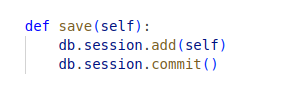 def save(self):
    db.session.add(self)
    db.session.commit()